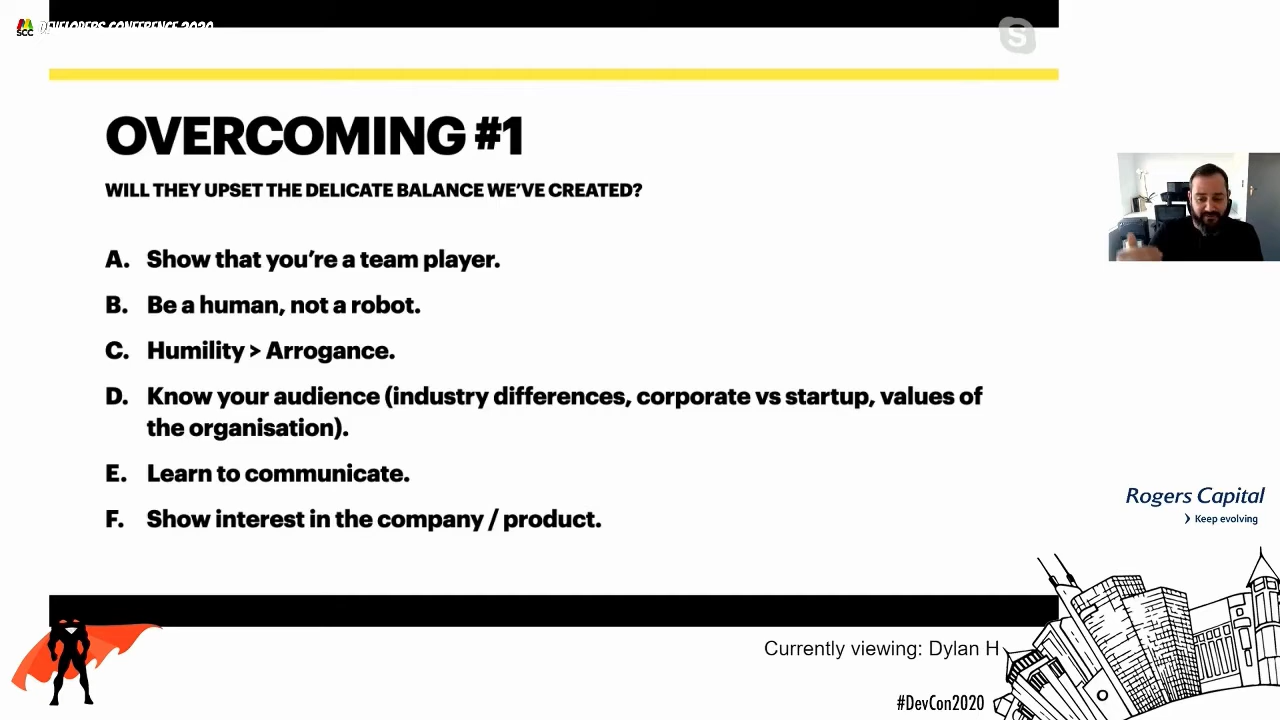 SCC DEVELOPERS CONFERENCE 2020
S
OVERCOMING #1
WILL THEY UPSET THE DELICATE BALANCE WE'VE CREATED?
A. Show that you're a team player.
B. Be a human, not a robot.
C. Humility > Arrogance.
D. Know your audience (industry differences, corporate vs startup, values of
the organisation).
E. Learn to communicate.
F. Show interest in the company / product.
Rogers Capital
Keep evolving
Currently viewing: Dylan H
#DevCon2020